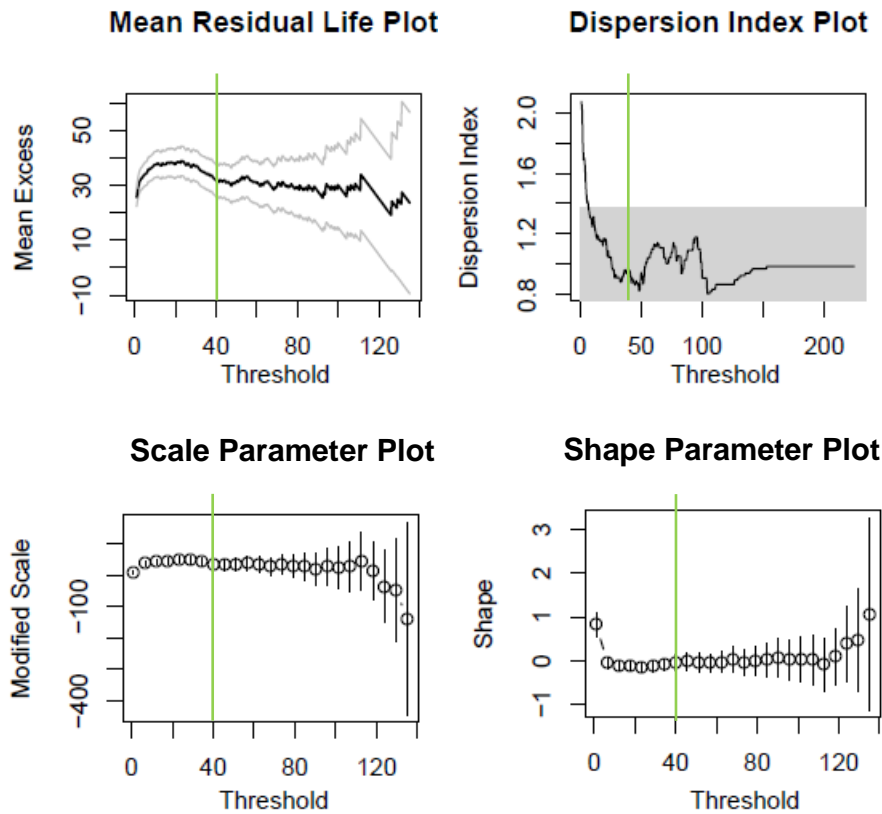 Mean Residual Life Plot
Mean Excess
50
30
10
−10
0 40 80 120
Threshold
Dispersion Index Plot
Dispersion Index
2.0
1.6
1.2
0.8
0 50 100 200
Threshold
Scale Parameter Plot
Modified Scale
−100
−400
0 40 80 120
Threshold
Shape Parameter Plot
Shape
3
2
1
0
−1
0 40 80 120
Threshold